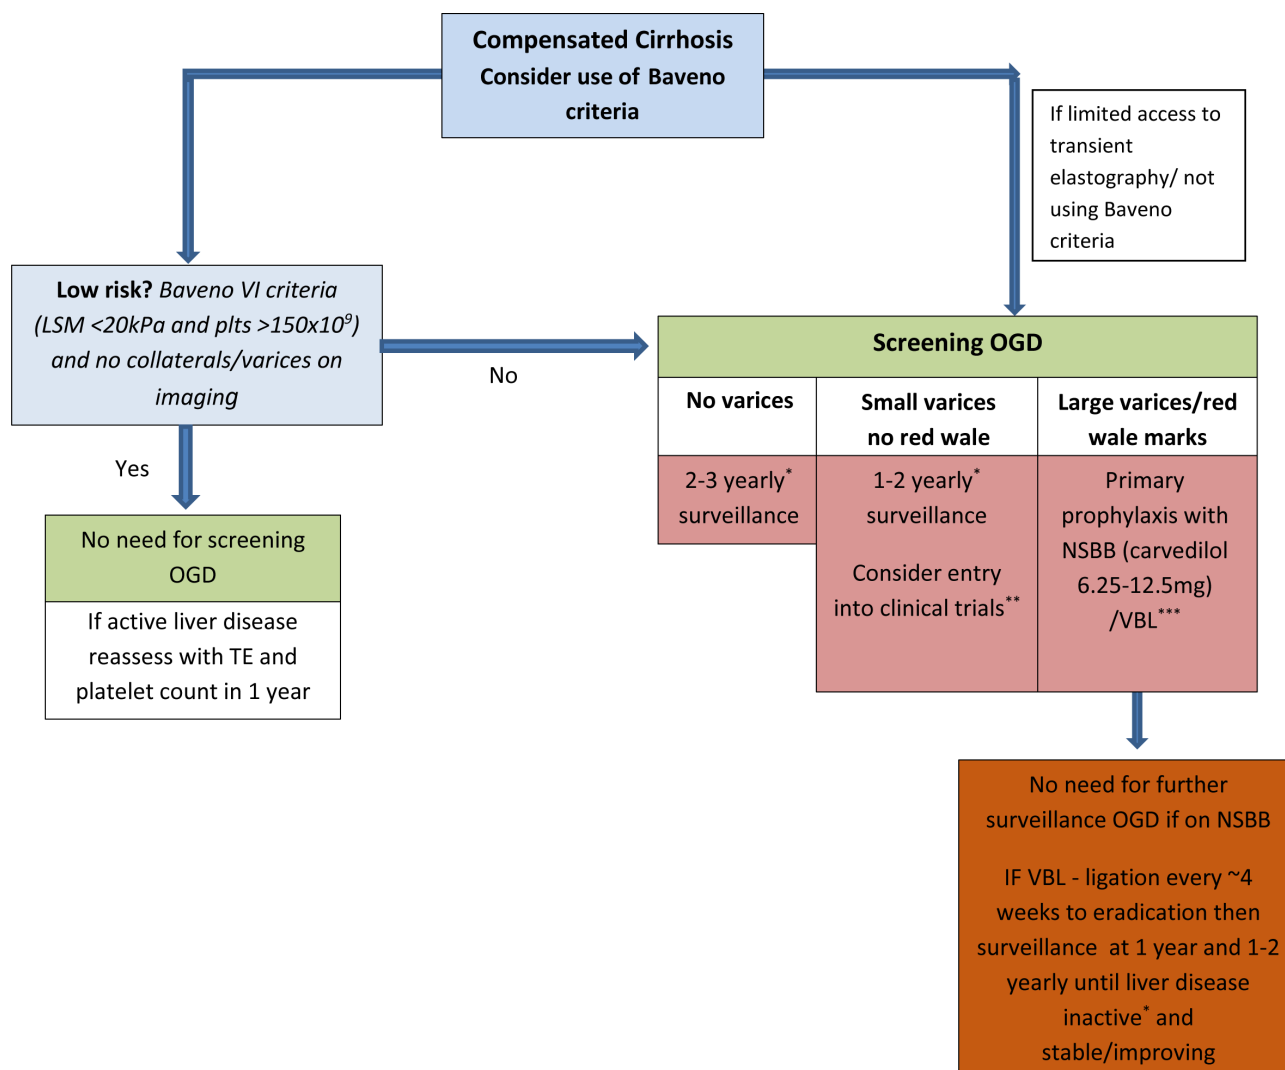 Compensated Cirrhosis
Consider use of Baveno
criteria
If limited access to
transient
elastography/ not
using Baveno
criteria
Low risk? Baveno VI criteria
(LSM <20kPa and plts >150x10⁹)
and no collaterals/varices on
imaging
No
Yes
No need for screening
OGD
If active liver disease
reassess with TE and
platelet count in 1 year
Screening OGD
No varices
Small varices
no red wale
Large varices/red
wale marks
2-3 yearly*
surveillance
1-2 yearly*
surveillance
Consider entry
into clinical trials**
Primary
prophylaxis with
NSBB (carvedilol
6.25-12.5mg)
/VBL***
No need for further
surveillance OGD if on NSBB
IF VBL - ligation every ~4
weeks to eradication then
surveillance at 1 year and 1-2
yearly until liver disease
inactive* and
stable/improving